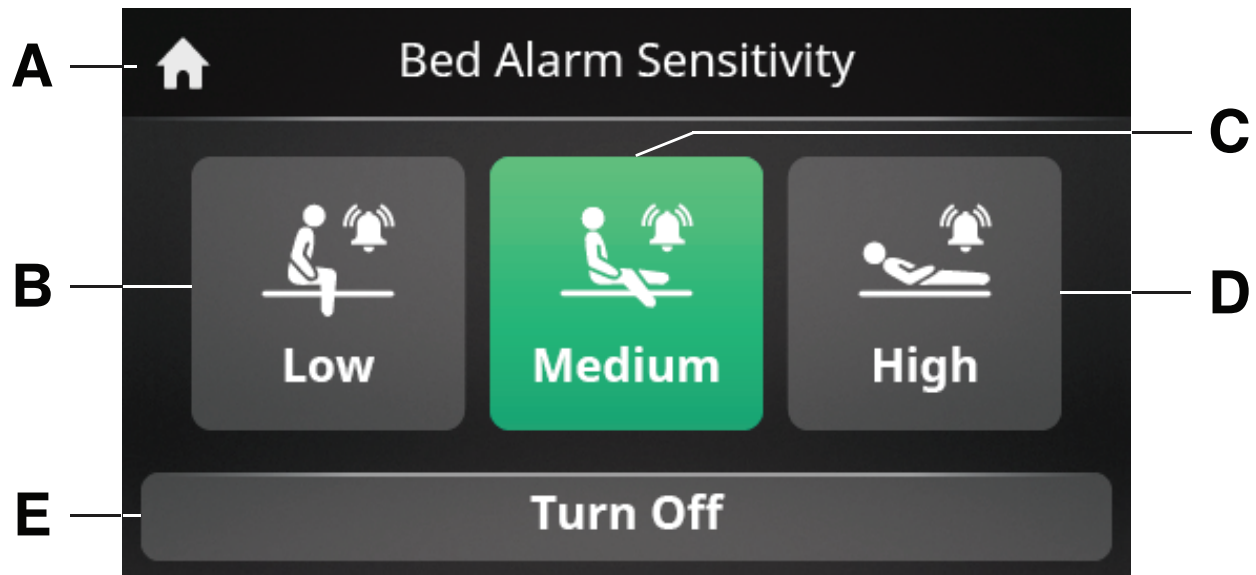 A
Bed Alarm Sensitivity
C
B
D
Low
Medium
High
E
Turn Off